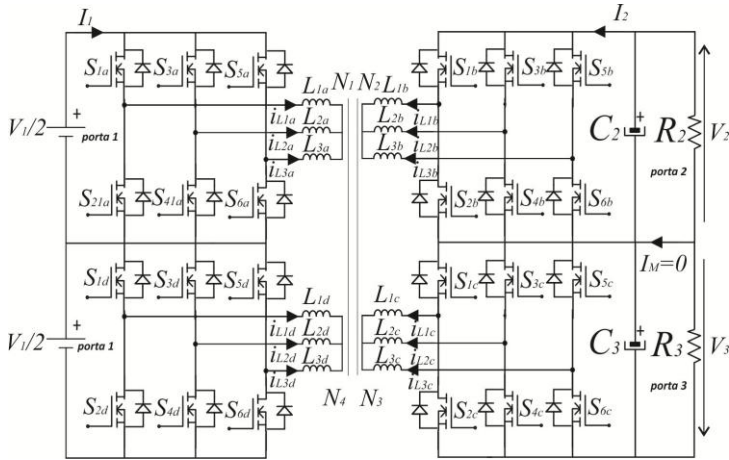 I1 I2
S1a S3a S5a S1b S3b S5b
L1a N1 N2 L1b
V1/2 + porta 1 iL1a L2a L2b iL1b C2 + R2 V2
iL2a L3a L3b iL2b porta 2
iL3a iL3b
S21a S41a S6a S2b S4b S6b
IM=0
S1d S3d S5d S1c S3c S5c
L1d L1c
V1/2 + porta 1 iL1d L2d L2c iL1c C3 + R3 V3
iL2d L3d L3c iL2c porta 3
iL3d iL3c
N4 N3
S2d S4d S6d S2c S4c S6c